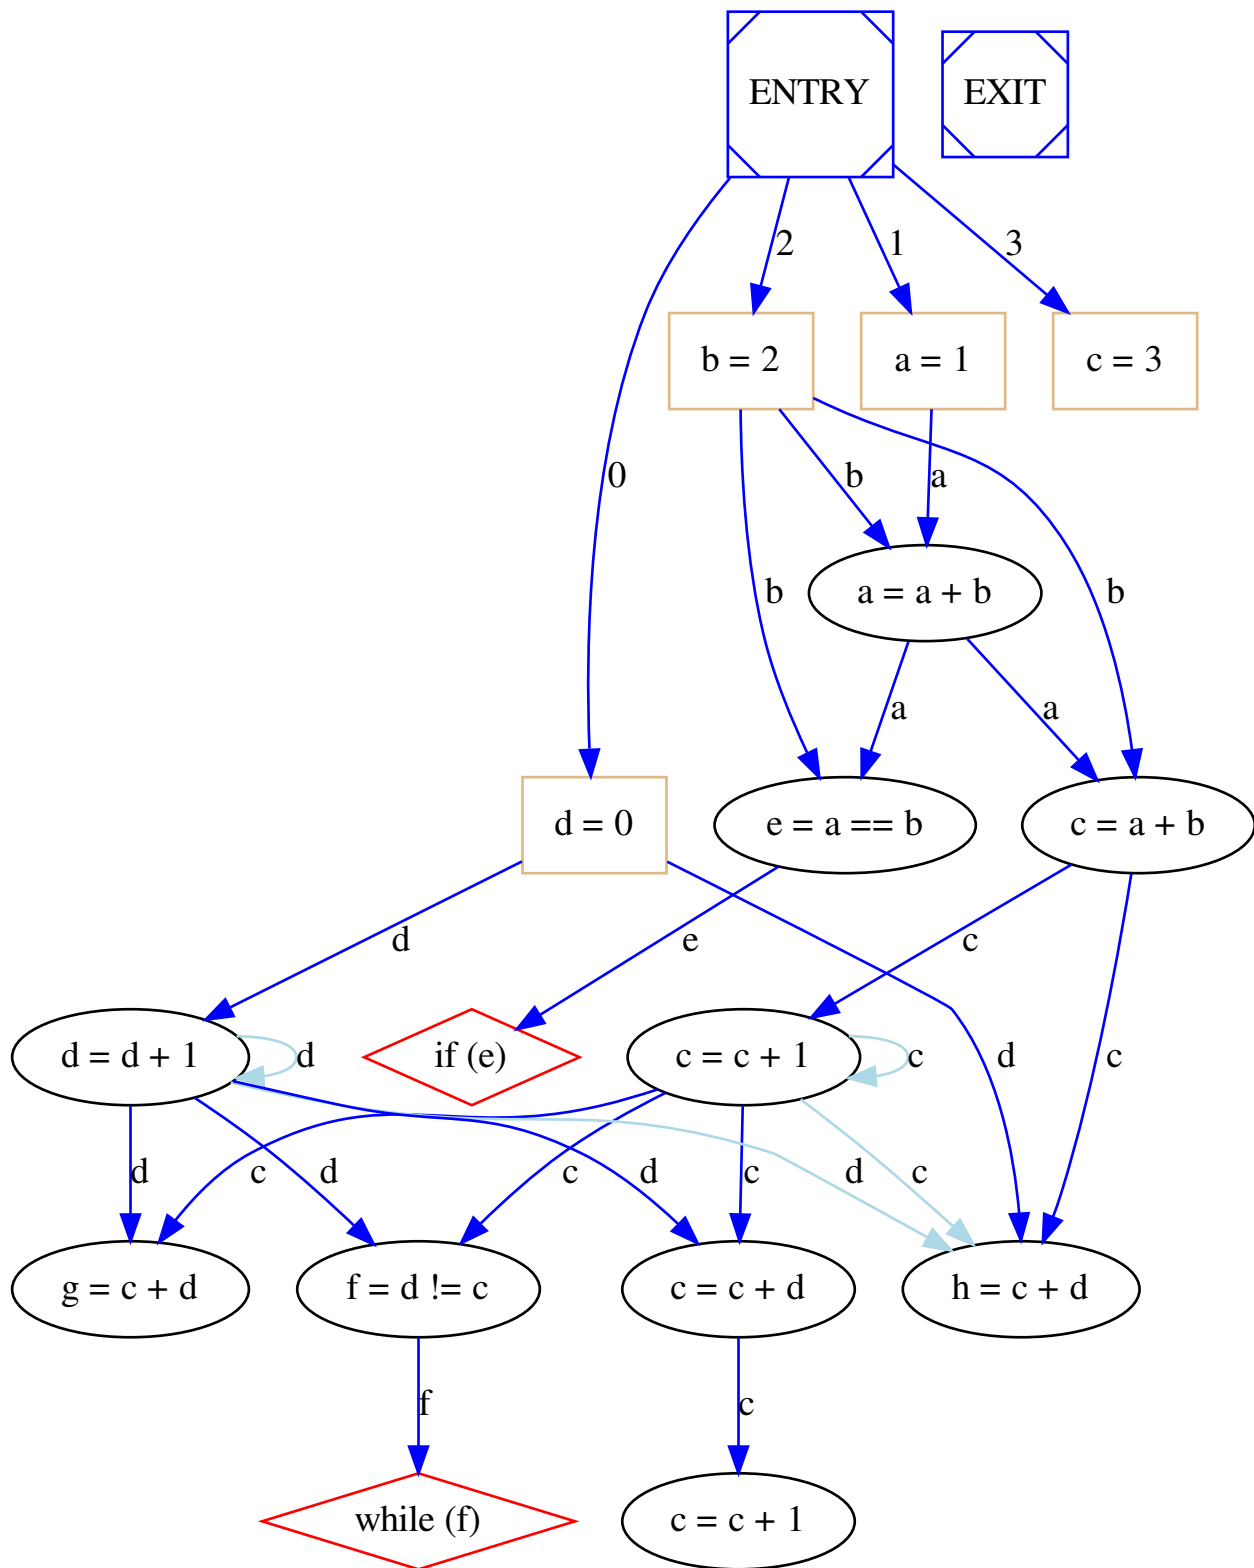 ENTRY
EXIT
2
1
3
b = 2
a = 1
c = 3
0
b
a
b
a = a + b
b
a
a
d = 0
e = a == b
c = a + b
d
e
c
d = d + 1
d
if (e)
c = c + 1
c
d
c
d
c
d
c
d
c
d
c
g = c + d
f = d != c
c = c + d
h = c + d
f
c
while (f)
c = c + 1